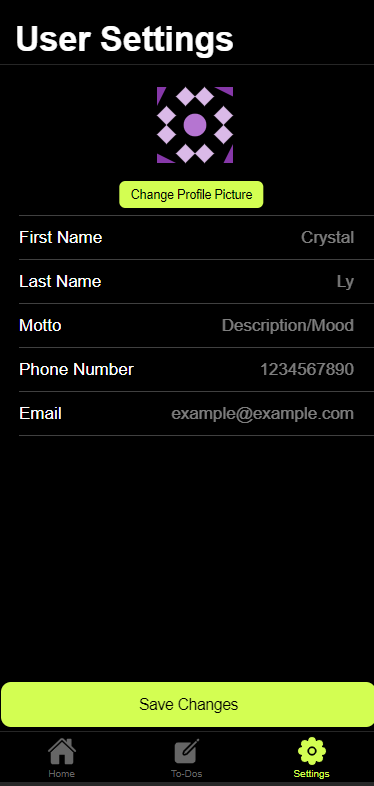 User Settings
Change Profile Picture
First Name Crystal
Last Name Ly
Motto Description/Mood
Phone Number 1234567890
Email example@example.com
Save Changes
Home To-Dos Settings